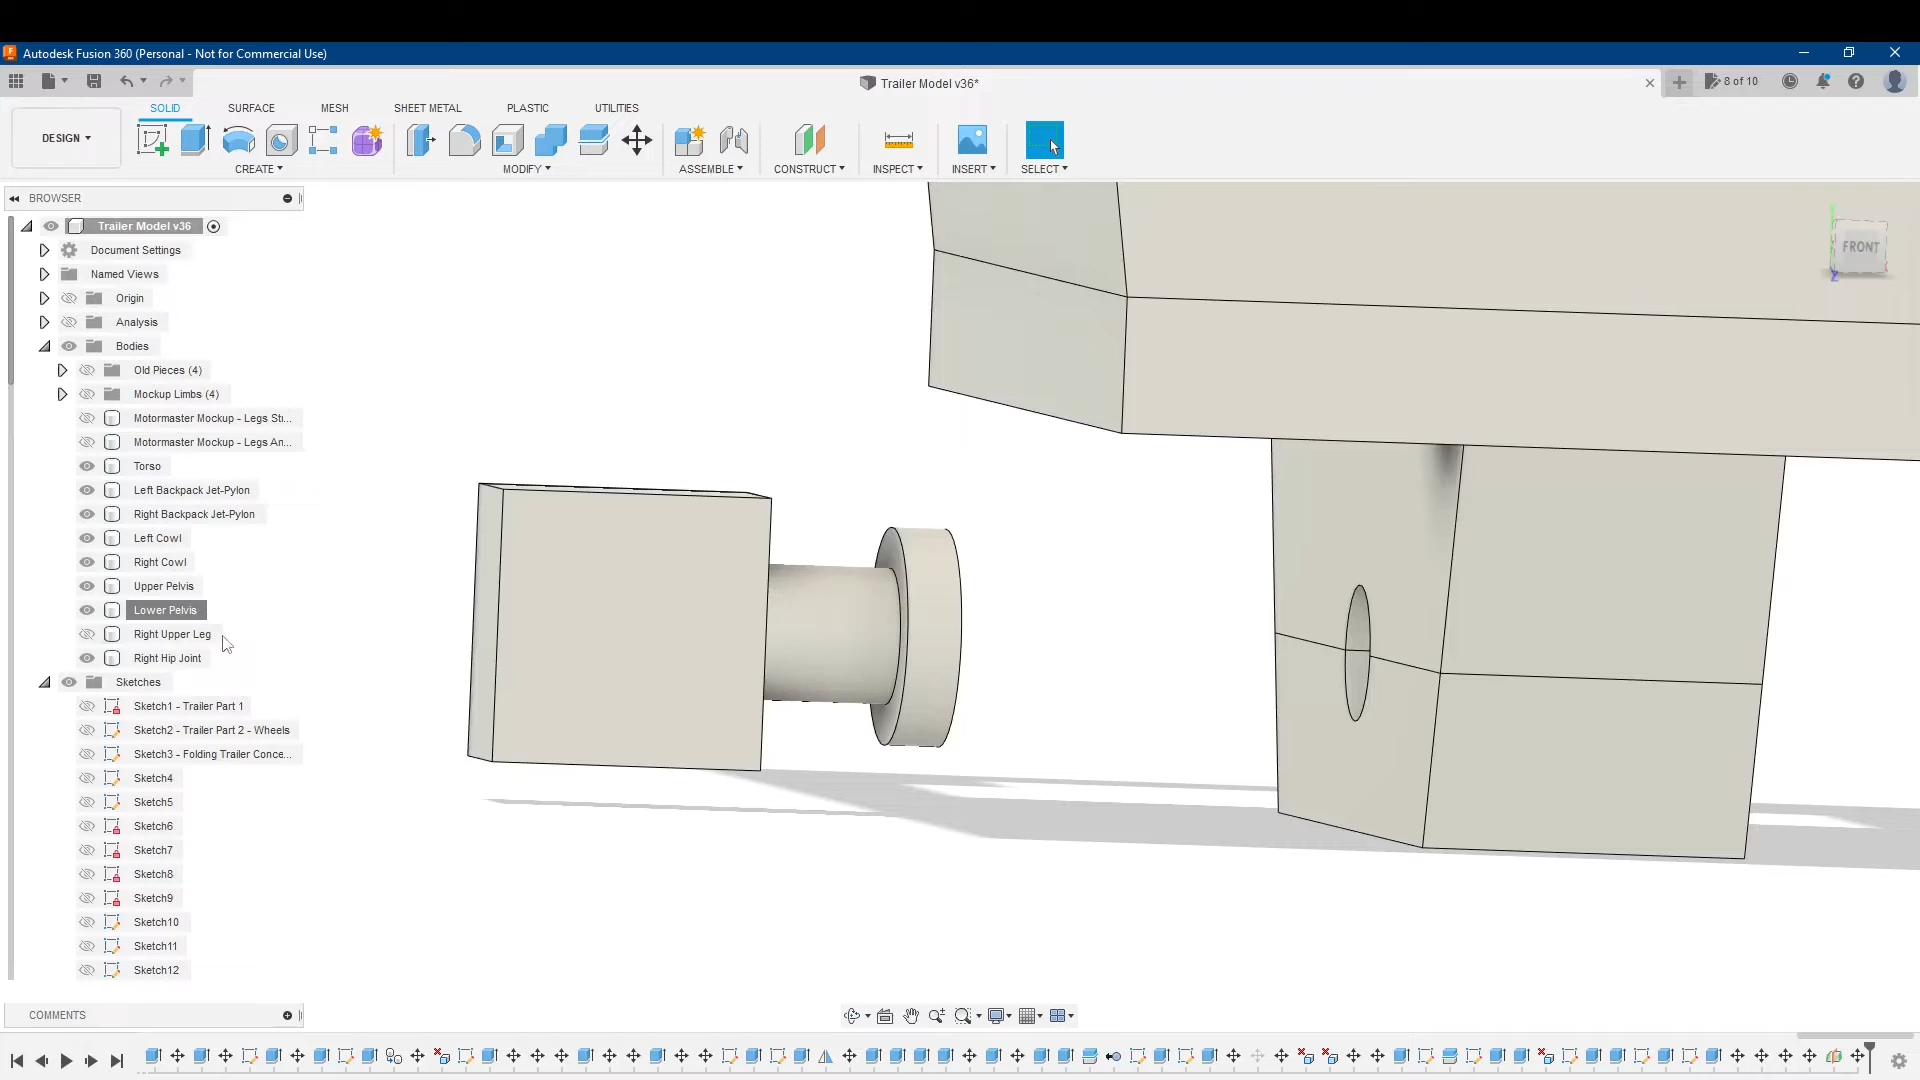 Autodesk Fusion 360 (Personal - Not for Commercial Use)
Trailer Model v36*
8 of 10
SOLID
SURFACE
MESH
SHEET METAL
PLASTIC
UTILITIES
DESIGN
CREATE
MODIFY
ASSEMBLE
CONSTRUCT
INSPECT
INSERT
SELECT
BROWSER
Trailer Model v36
Document Settings
Named Views
Origin
Analysis
Bodies
Old Pieces (4)
Mockup Limbs (4)
Motormaster Mockup - Legs Str...
Motormaster Mockup - Legs An...
Torso
Left Backpack Jet-Pylon
Right Backpack Jet-Pylon
Left Cowl
Right Cowl
Upper Pelvis
Lower Pelvis
Right Upper Leg
Right Hip Joint
Sketches
Sketch1 - Trailer Part 1
Sketch2 - Trailer Part 2 - Wheels
Sketch3 - Folding Trailer Conce...
Sketch4
Sketch5
Sketch6
Sketch7
Sketch8
Sketch9
Sketch10
Sketch11
Sketch12
FRONT
COMMENTS